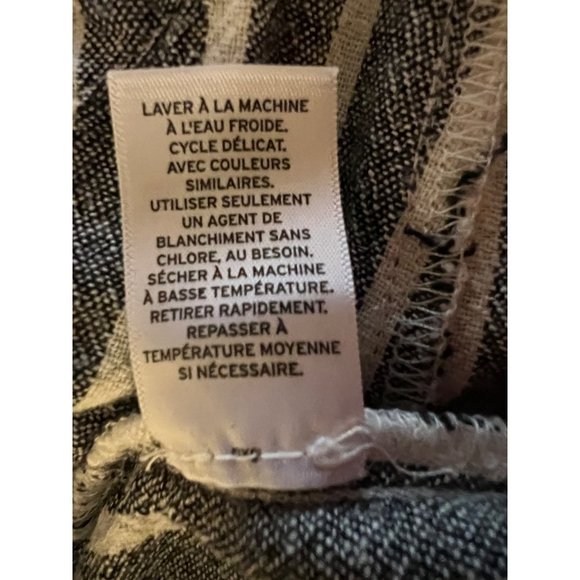 LAVER À LA MACHINE
À L'EAU FROIDE.
CYCLE DÉLICAT.
AVEC COULEURS
SIMILAIRES.
UTILISER SEULEMENT
UN AGENT DE
BLANCHIMENT SANS
CHLORE, AU BESOIN.
SÉCHER À LA MACHINE
À BASSE TEMPÉRATURE.
RETIRER RAPIDEMENT.
REPASSER À
TEMPÉRATURE MOYENNE
SI NÉCESSAIRE.